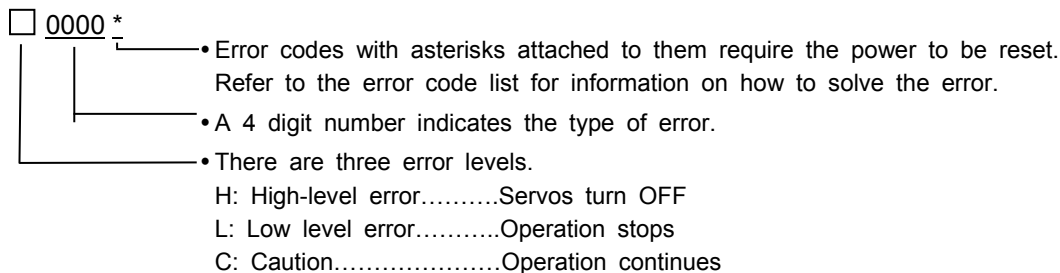 □ 0000 *
• Error codes with asterisks attached to them require the power to be reset.
Refer to the error code list for information on how to solve the error.
• A 4 digit number indicates the type of error.
• There are three error levels.
H: High-level error……….Servos turn OFF
L: Low level error………..Operation stops
C: Caution…………………Operation continues